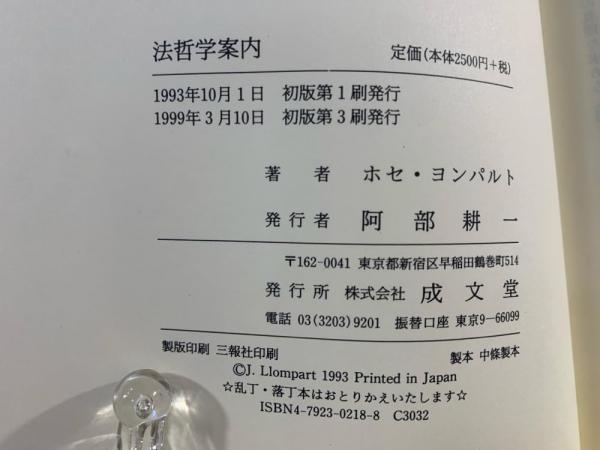 法哲学案内 定価(本体2500円+税)
1993年10月1日 初版第1刷発行
1999年3月10日 初版第3刷発行
著者 ホセ・ヨンパルト
発行者 阿部耕一
〒162-0041 東京都新宿区早稲田鶴巻町514
発行所 株式会社 成文堂
電話 03(3203)9201 振替口座 東京9-66099
製版印刷 三報社印刷 製本 中條製本
©J. Llompart 1993 Printed in Japan
☆乱丁・落丁本はおとりかえいたします☆
ISBN4-7923-0218-8 C3032